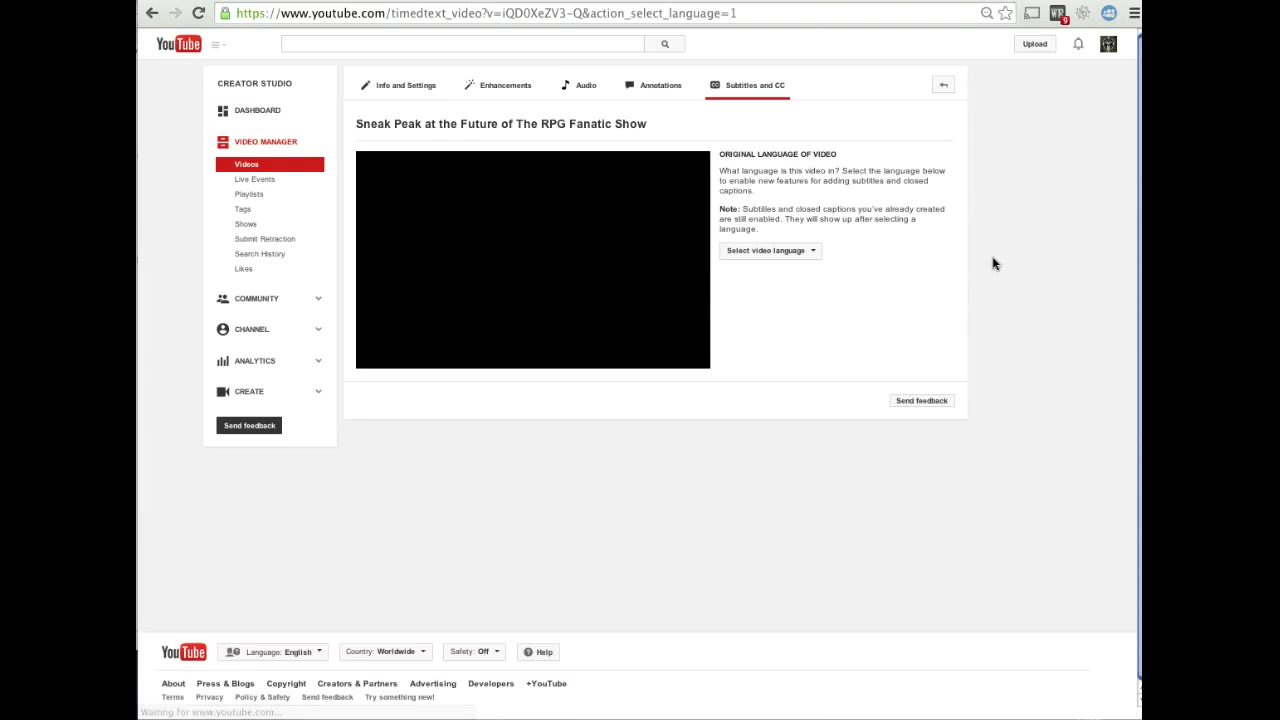 https://www.youtube.com/timedtext_video?v=iQD0XeZV3-Q&action_select_language=1
WR
9
YouTube
Upload
CREATOR STUDIO
DASHBOARD
VIDEO MANAGER
Videos
Live Events
Playlists
Tags
Shows
Submit Retraction
Search History
Likes
COMMUNITY
CHANNEL
ANALYTICS
CREATE
Send feedback
Info and Settings
Enhancements
Audio
Annotations
CC Subtitles and CC
Sneak Peak at the Future of The RPG Fanatic Show
ORIGINAL LANGUAGE OF VIDEO
What language is this video in? Select the language below
to enable new features for adding subtitles and closed
captions.
Note: Subtitles and closed captions you've already created
are still enabled. They will show up after selecting a
language.
Select video language
Send feedback
YouTube
Language: English
Country: Worldwide
Safety: Off
Help
About Press & Blogs Copyright Creators & Partners Advertising Developers +YouTube
Terms Privacy Policy & Safety Send feedback Try something new!
Waiting for www.youtube.com...